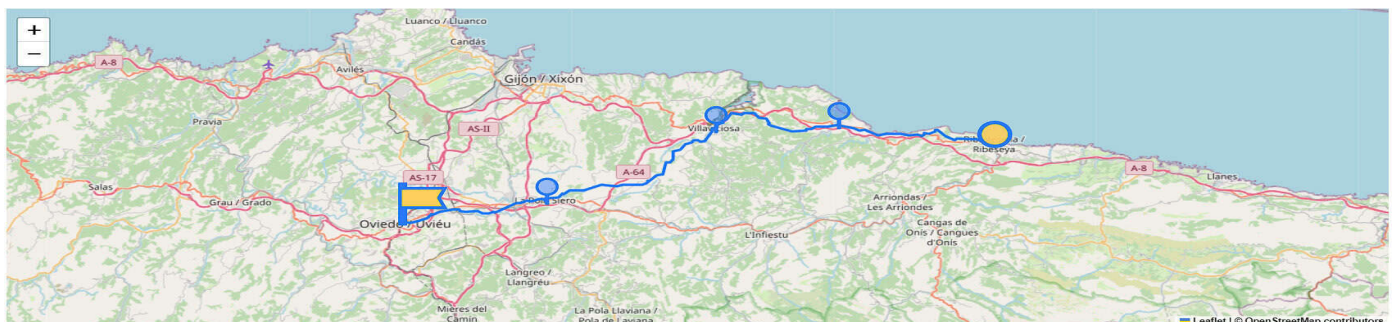 +
−
Luanco / Lluanco
Candás
A-8
Avilés
Gijón / Xixón
Pravia
AS-II
Villaviciosa
Ribeseya
A-64
A-8
Llanes
AS-17
Salas
Grau / Grado
La Pola Siero
Arriondas /
Les Arriondes
Oviedo / Uviéu
L'Infiestu
Cangas de
Onís / Cangues
d'Onís
Langreo /
Llangréu
Mieres del
Camín
La Pola Llaviana /
Pola de Laviana
Leaflet | © OpenStreetMap contributors